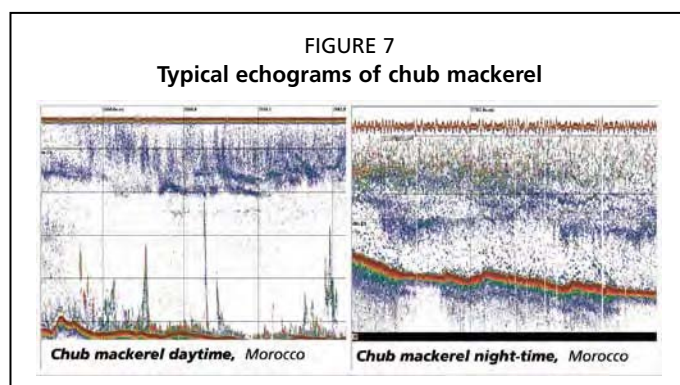 FIGURE 7
Typical echograms of chub mackerel
Chub mackerel daytime, Morocco
Chub mackerel night-time, Morocco